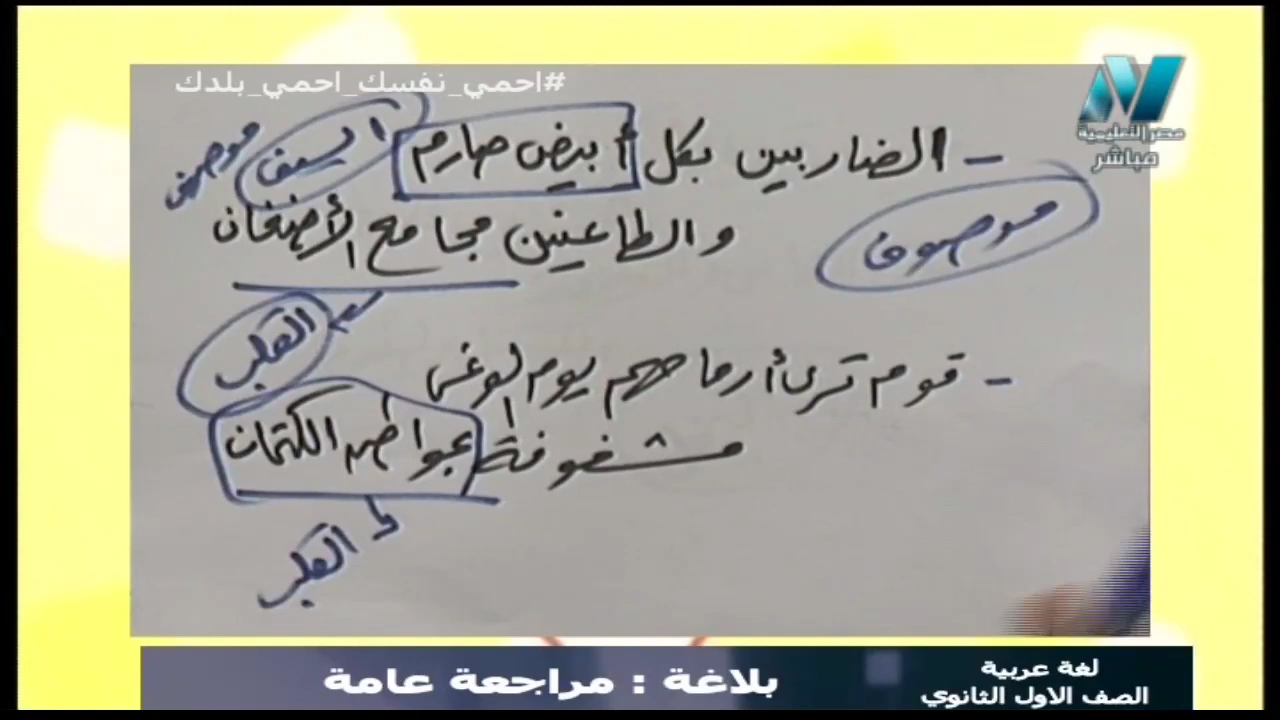 #احمي_نفسك_احمي_بلدك
مصر التعليمية
مباشر
- الضاربين بكل أبيض صارم
السيف
موصوف
والطاعنين مجامع الأضغان
موصوف
القلب
- قوم ترى أرماحهم يوم الوغى
مشغوفة بمواطن الكتمان
القلب
بلاغة : مراجعة عامة
لغة عربية
الصف الاول الثانوي